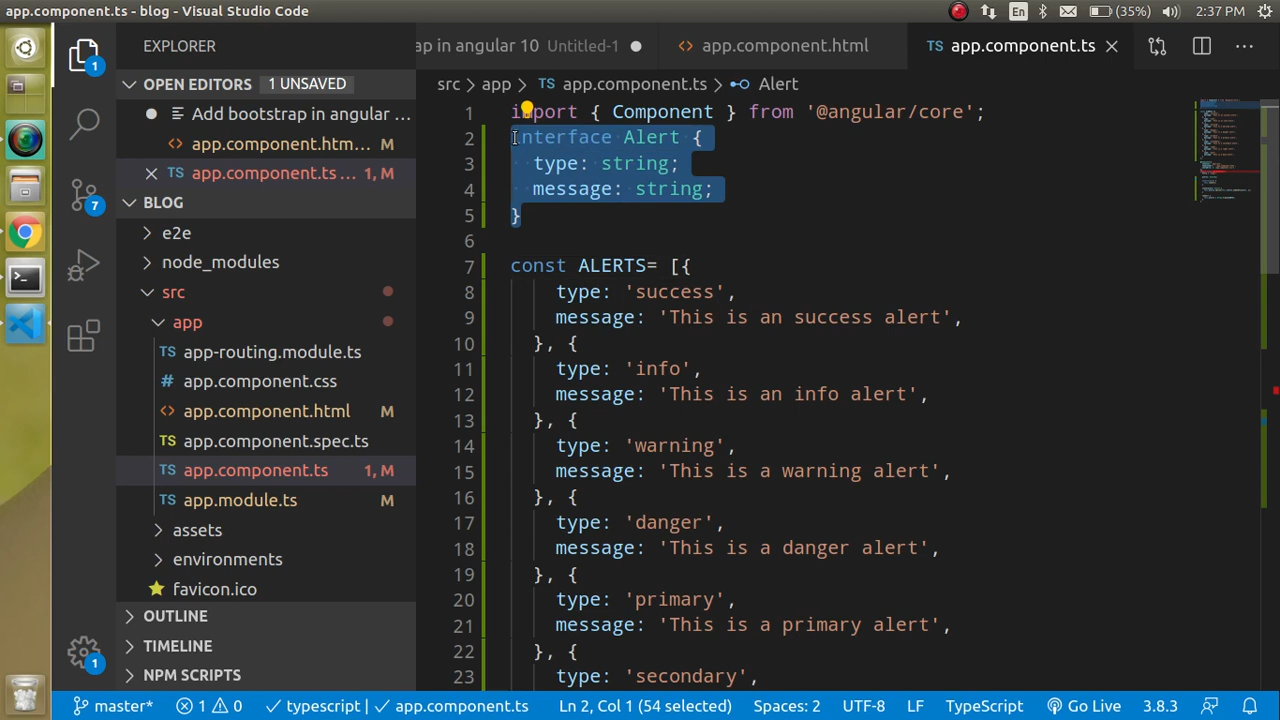 app.component.ts - blog - Visual Studio Code
En
(35%)
2:37 PM
EXPLORER
ap in angular 10 Untitled-1
app.component.html
TS app.component.ts
OPEN EDITORS 1 UNSAVED
Add bootstrap in angular ...
app.component.htm... M
TS app.component.ts ... 1, M
BLOG
e2e
node_modules
src
app
TS app-routing.module.ts
# app.component.css
app.component.html M
TS app.component.spec.ts
TS app.component.ts 1, M
TS app.module.ts M
assets
environments
favicon.ico
OUTLINE
TIMELINE
NPM SCRIPTS
1
7
1
src > app > TS app.component.ts > Alert
1 import { Component } from '@angular/core';
2 interface Alert {
3 type: string;
4 message: string;
5 }
6
7 const ALERTS= [{
8 type: 'success',
9 message: 'This is an success alert',
10 }, {
11 type: 'info',
12 message: 'This is an info alert',
13 }, {
14 type: 'warning',
15 message: 'This is a warning alert',
16 }, {
17 type: 'danger',
18 message: 'This is a danger alert',
19 }, {
20 type: 'primary',
21 message: 'This is a primary alert',
22 }, {
23 type: 'secondary',
master* 1 0 typescript app.component.ts Ln 2, Col 1 (54 selected) Spaces: 2 UTF-8 LF TypeScript Go Live 3.8.3